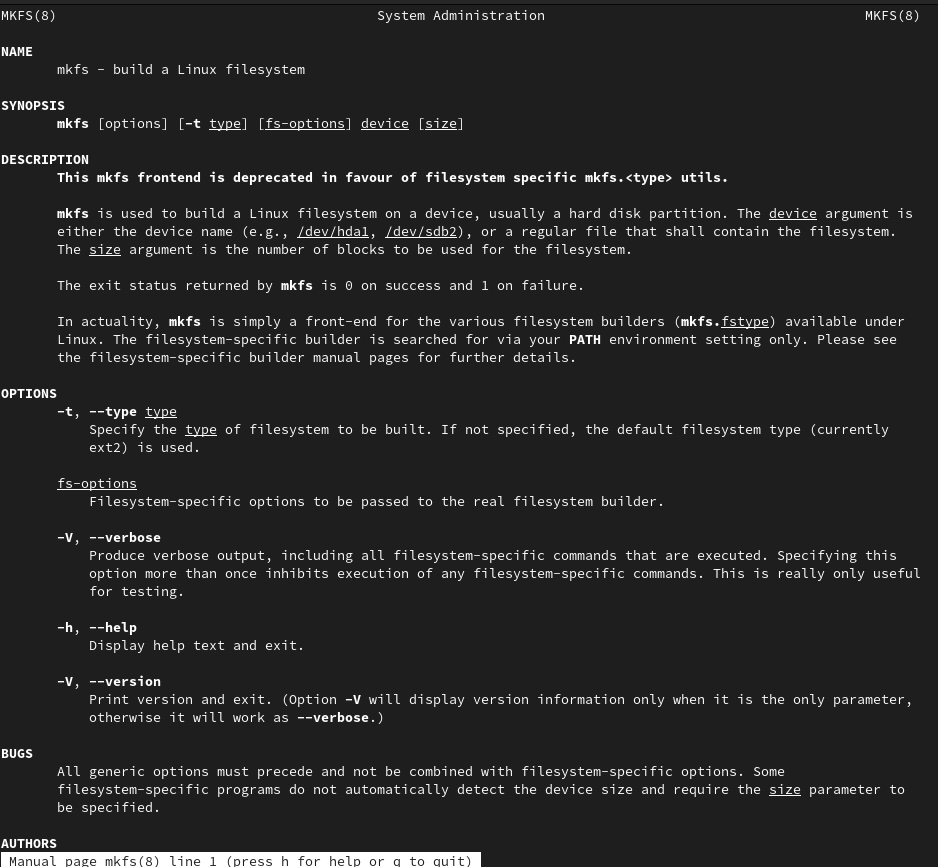 MKFS(8) System Administration MKFS(8)
NAME
mkfs - build a Linux filesystem
SYNOPSIS
mkfs [options] [-t type] [fs-options] device [size]
DESCRIPTION
This mkfs frontend is deprecated in favour of filesystem specific mkfs.<type> utils.
mkfs is used to build a Linux filesystem on a device, usually a hard disk partition. The device argument is
either the device name (e.g., /dev/hda1, /dev/sdb2), or a regular file that shall contain the filesystem.
The size argument is the number of blocks to be used for the filesystem.
The exit status returned by mkfs is 0 on success and 1 on failure.
In actuality, mkfs is simply a front-end for the various filesystem builders (mkfs.fstype) available under
Linux. The filesystem-specific builder is searched for via your PATH environment setting only. Please see
the filesystem-specific builder manual pages for further details.
OPTIONS
-t, --type type
Specify the type of filesystem to be built. If not specified, the default filesystem type (currently
ext2) is used.
fs-options
Filesystem-specific options to be passed to the real filesystem builder.
-V, --verbose
Produce verbose output, including all filesystem-specific commands that are executed. Specifying this
option more than once inhibits execution of any filesystem-specific commands. This is really only useful
for testing.
-h, --help
Display help text and exit.
-V, --version
Print version and exit. (Option -V will display version information only when it is the only parameter,
otherwise it will work as --verbose.)
BUGS
All generic options must precede and not be combined with filesystem-specific options. Some
filesystem-specific programs do not automatically detect the device size and require the size parameter to
be specified.
AUTHORS
Manual page mkfs(8) line 1 (press h for help or q to quit)